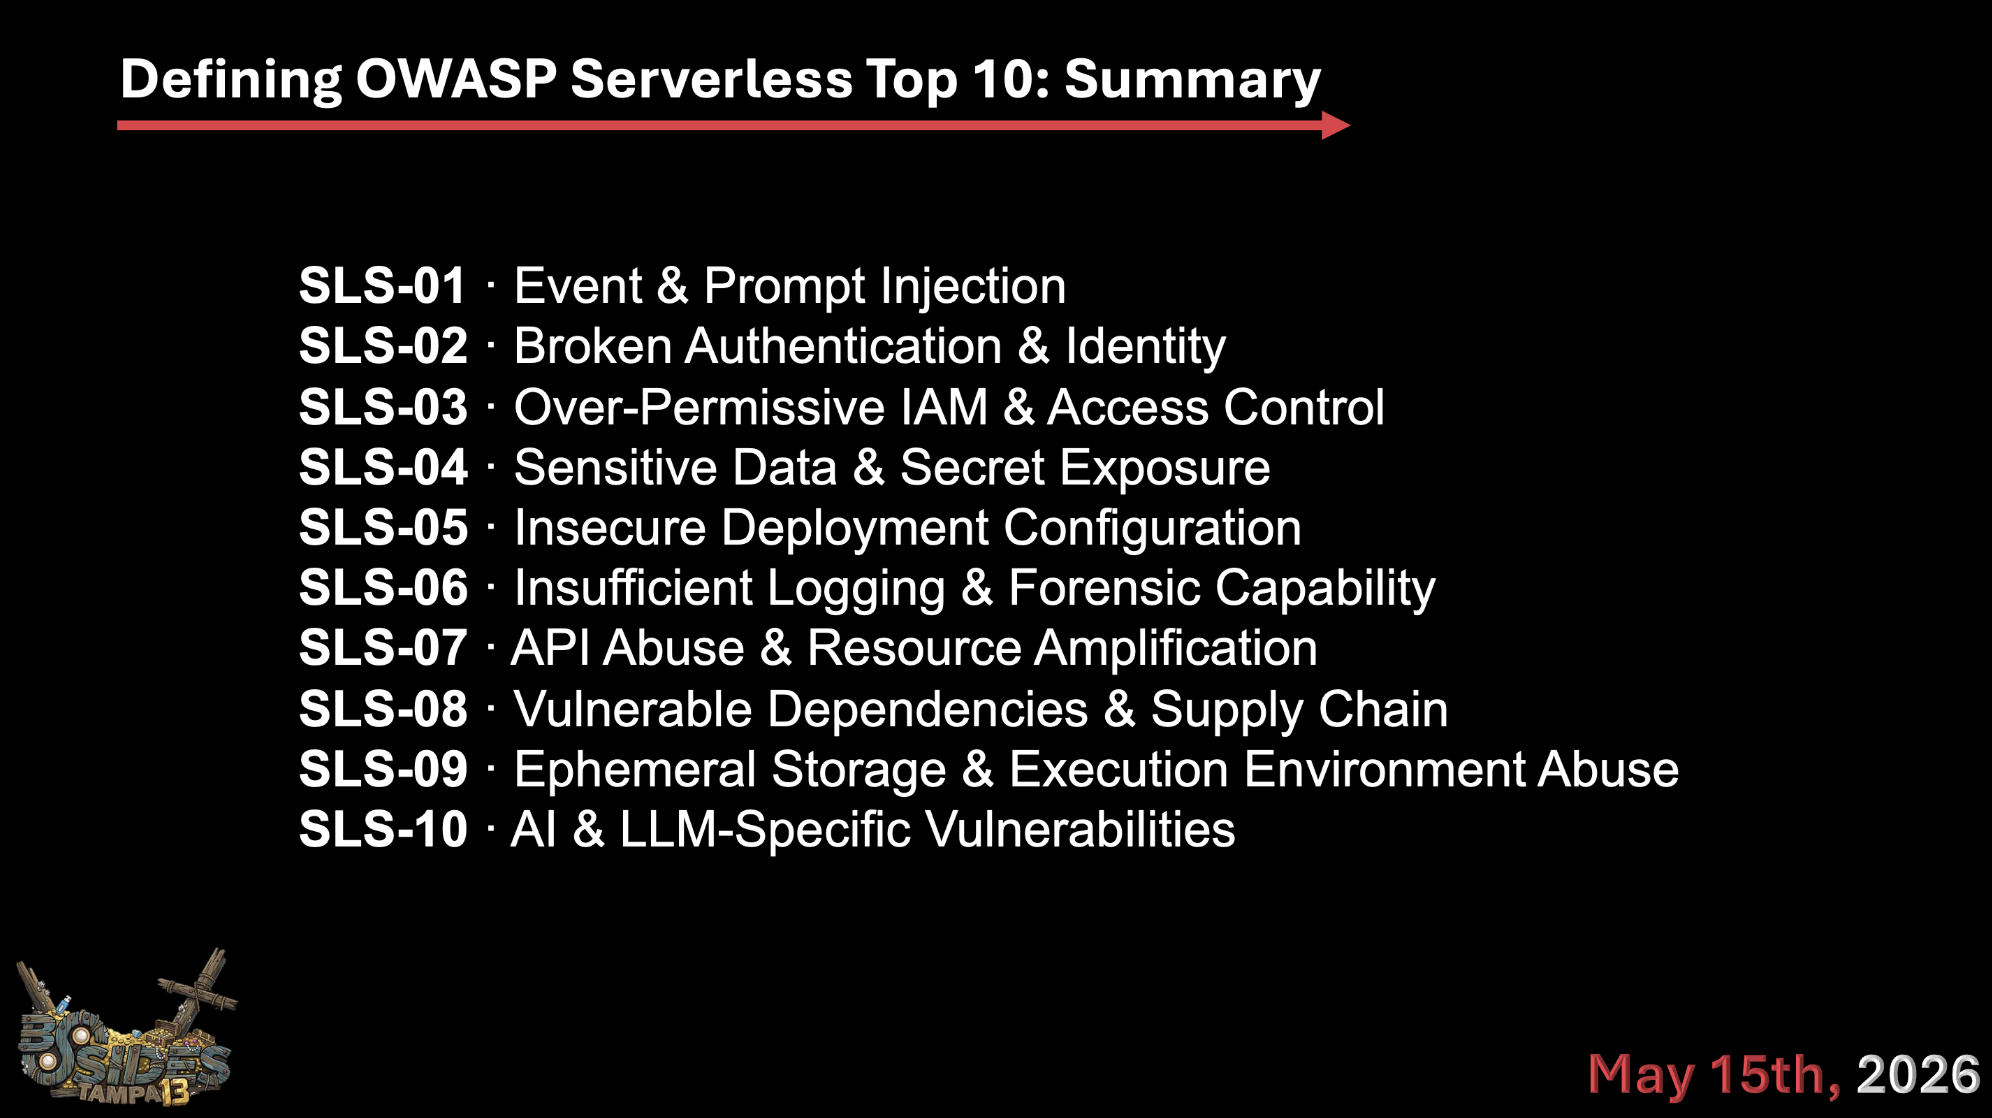 Defining OWASP Serverless Top 10: Summary
SLS-01 · Event & Prompt Injection
SLS-02 · Broken Authentication & Identity
SLS-03 · Over-Permissive IAM & Access Control
SLS-04 · Sensitive Data & Secret Exposure
SLS-05 · Insecure Deployment Configuration
SLS-06 · Insufficient Logging & Forensic Capability
SLS-07 · API Abuse & Resource Amplification
SLS-08 · Vulnerable Dependencies & Supply Chain
SLS-09 · Ephemeral Storage & Execution Environment Abuse
SLS-10 · AI & LLM-Specific Vulnerabilities
BSIDES
TAMPA 13
May 15th, 2026